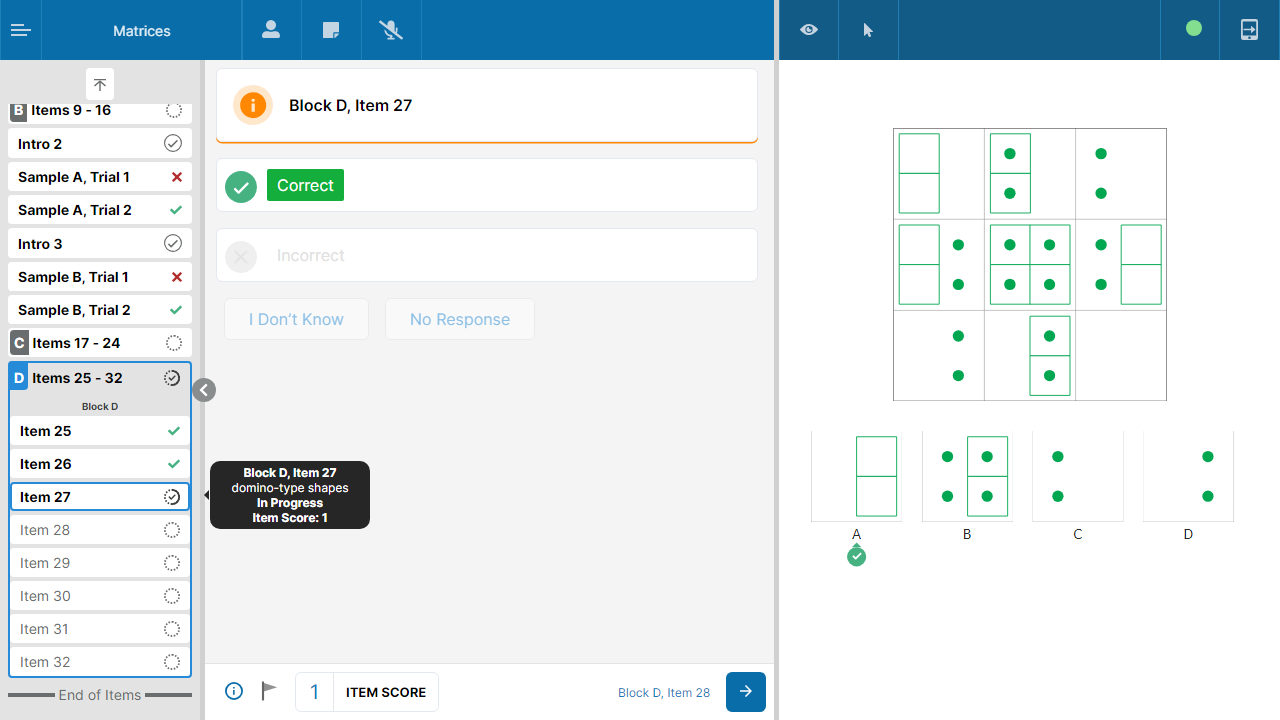 Matrices
B Items 9 - 16
Intro 2
Sample A, Trial 1
Sample A, Trial 2
Intro 3
Sample B, Trial 1
Sample B, Trial 2
C Items 17 - 24
D Items 25 - 32
Block D
Item 25
Item 26
Item 27
Item 28
Item 29
Item 30
Item 31
Item 32
End of Items
Block D, Item 27
Correct
Incorrect
I Don't Know
No Response
Block D, Item 27
domino-type shapes
In Progress
Item Score: 1
1 ITEM SCORE
Block D, Item 28
A B C D